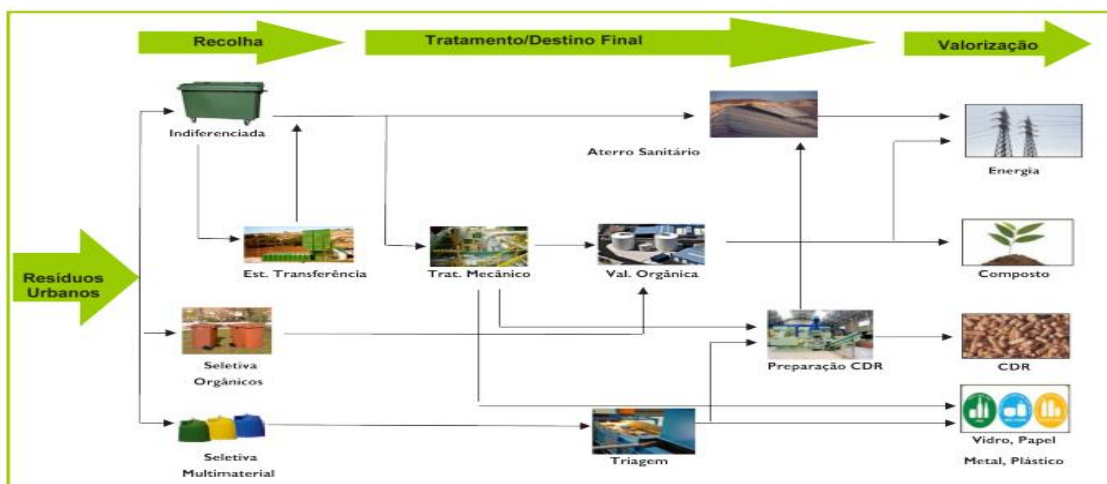 Recolha
Tratamento/Destino Final
Valorização
Indiferenciada
Aterro Sanitário
Energia
Resíduos
Urbanos
Est. Transferência
Trat. Mecânico
Val. Orgânica
Composto
Seletiva
Orgânicos
Preparação CDR
CDR
Seletiva
Multimaterial
Triagem
Vidro, Papel
Metal, Plástico